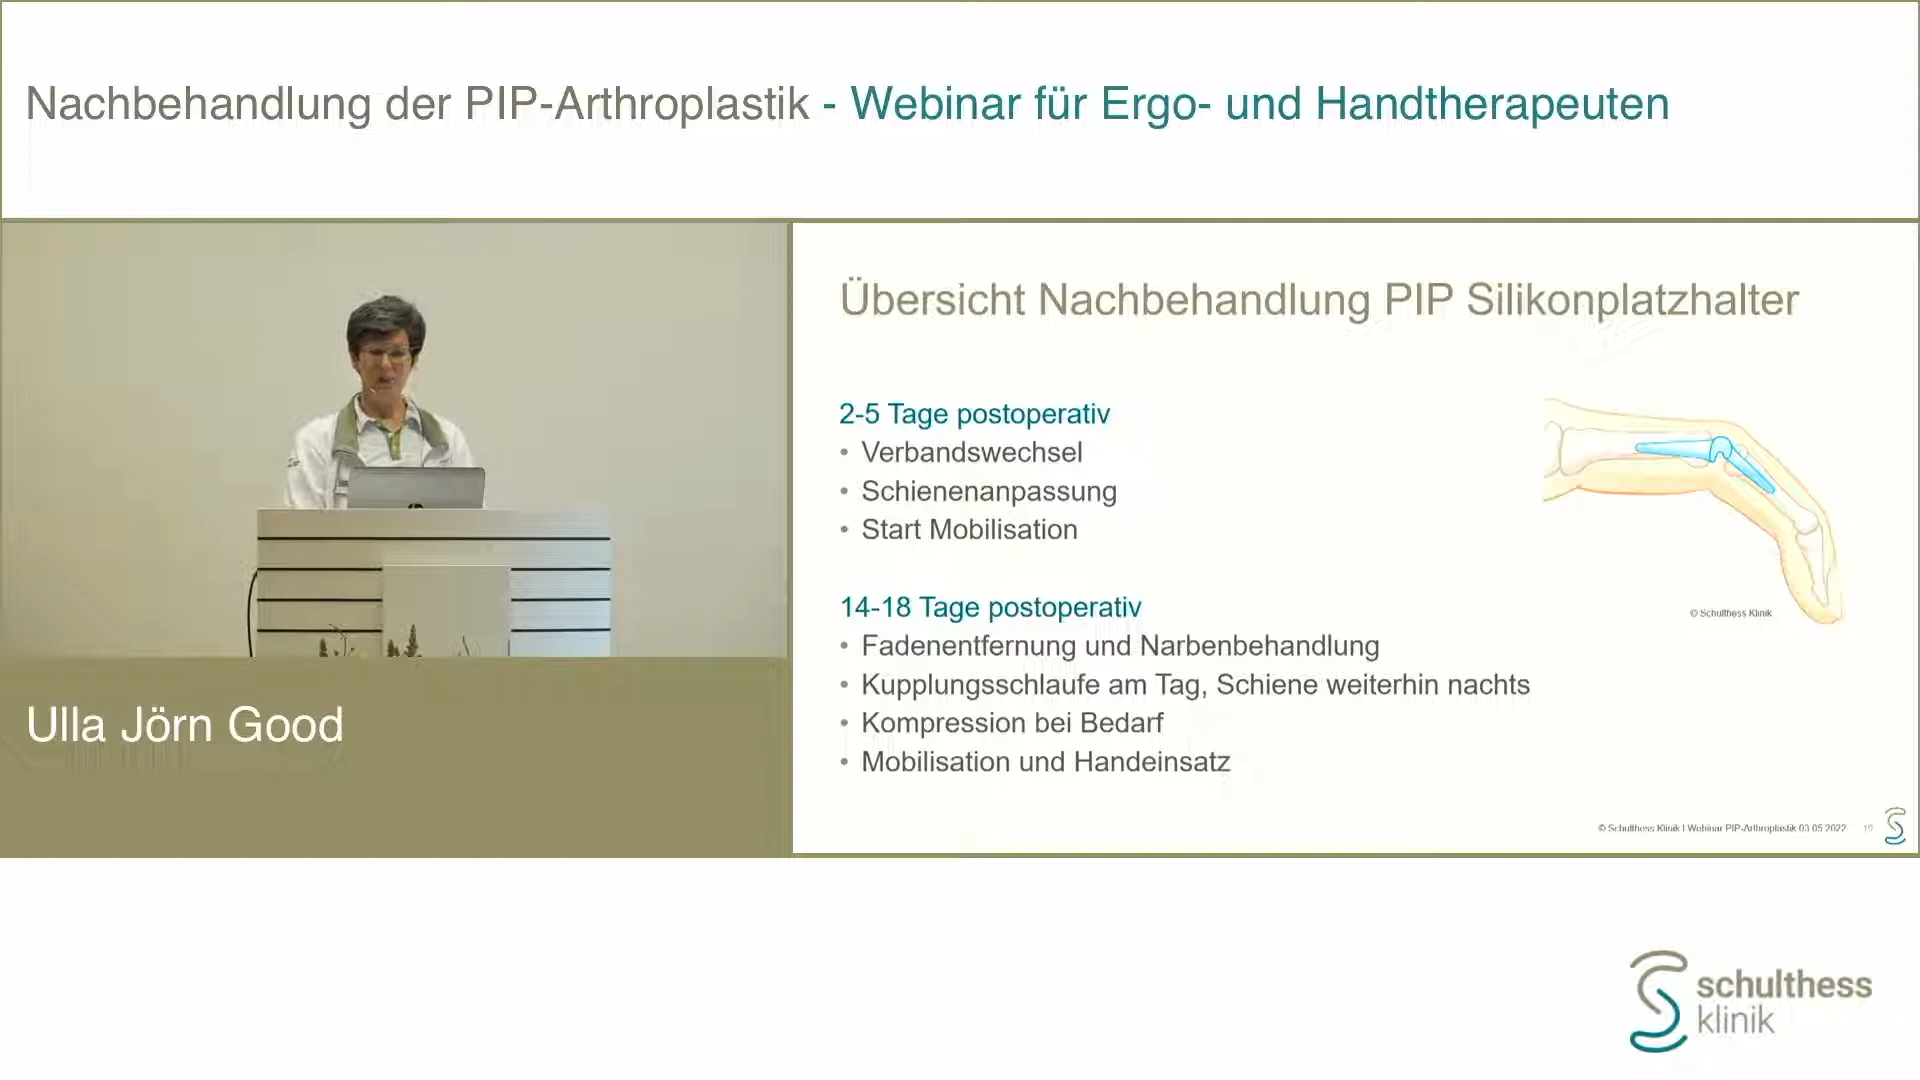 Nachbehandlung der PIP-Arthroplastik - Webinar für Ergo- und Handtherapeuten
Ulla Jörn Good
Übersicht Nachbehandlung PIP Silikonplatzhalter
2-5 Tage postoperativ
• Verbandswechsel
• Schienenanpassung
• Start Mobilisation
14-18 Tage postoperativ
• Fadenentfernung und Narbenbehandlung
• Kupplungsschlaufe am Tag, Schiene weiterhin nachts
• Kompression bei Bedarf
• Mobilisation und Handeinsatz
© Schulthess Klinik
© Schulthess Klinik I Webinar PIP-Arthroplastik 03.05.2022
schulthess
klinik